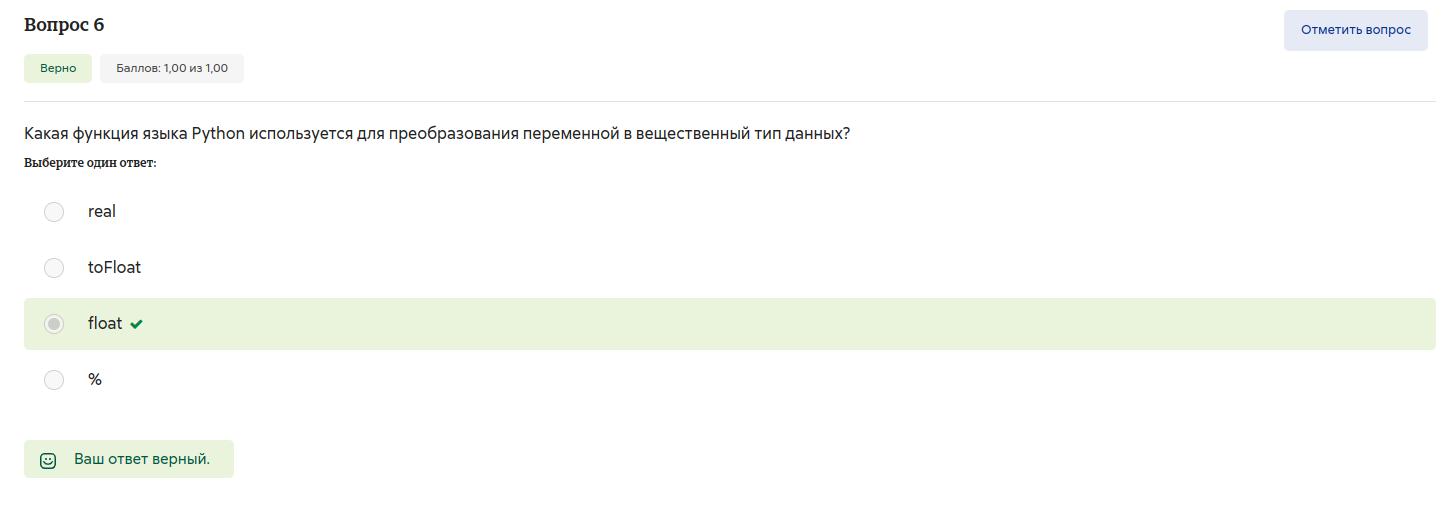 Вопрос 6
Отметить вопрос
Верно
Баллов: 1,00 из 1,00
Какая функция языка Python используется для преобразования переменной в вещественный тип данных?
Выберите один ответ:
real
toFloat
float
%
Ваш ответ верный.